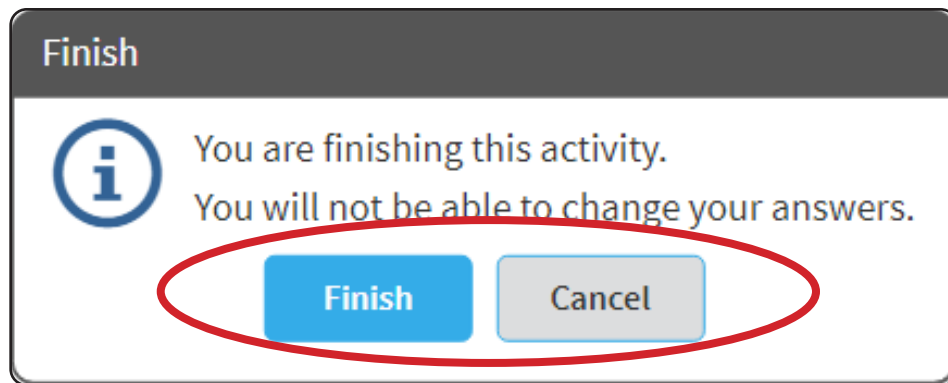 Finish
You are finishing this activity.
You will not be able to change your answers.
Finish Cancel